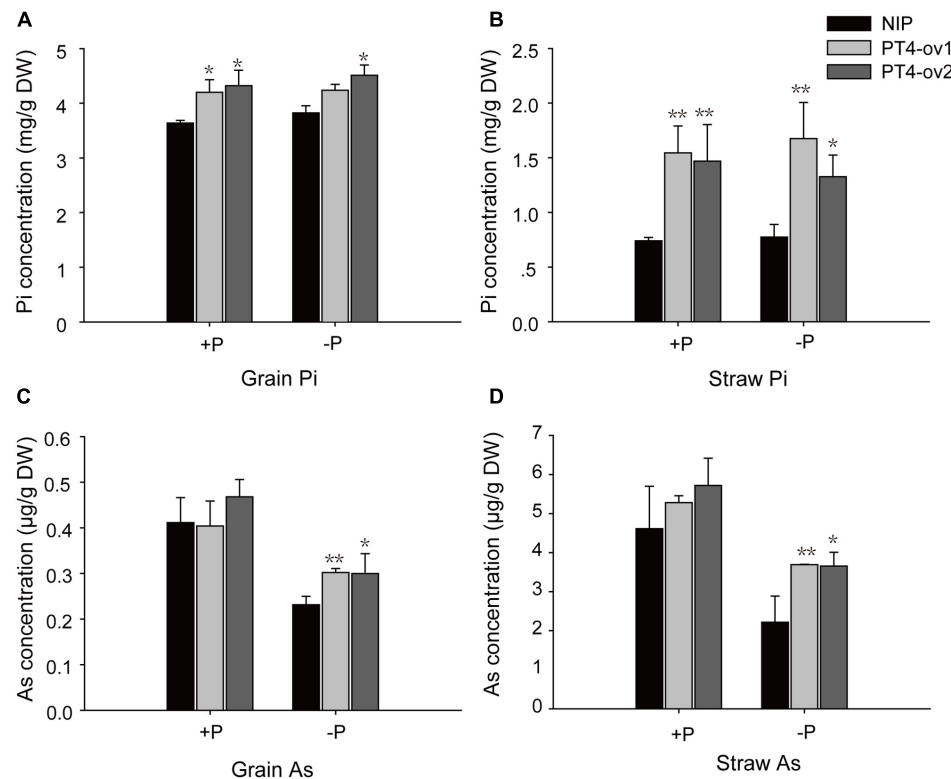 A
Pi concentration (mg/g DW)
5
4
3
2
1
0
* * *
+P -P
Grain Pi
B
NIP
PT4-ov1
PT4-ov2
Pi concentration (mg/g DW)
2.5
2.0
1.5
1.0
.5
0.0
** ** ** *
+P -P
Straw Pi
C
As concentration (μg/g DW)
0.6
0.5
0.4
0.3
0.2
0.1
0.0
** *
+P -P
Grain As
D
As concentration (μg/g DW)
7
6
5
4
3
2
1
0
** *
+P -P
Straw As